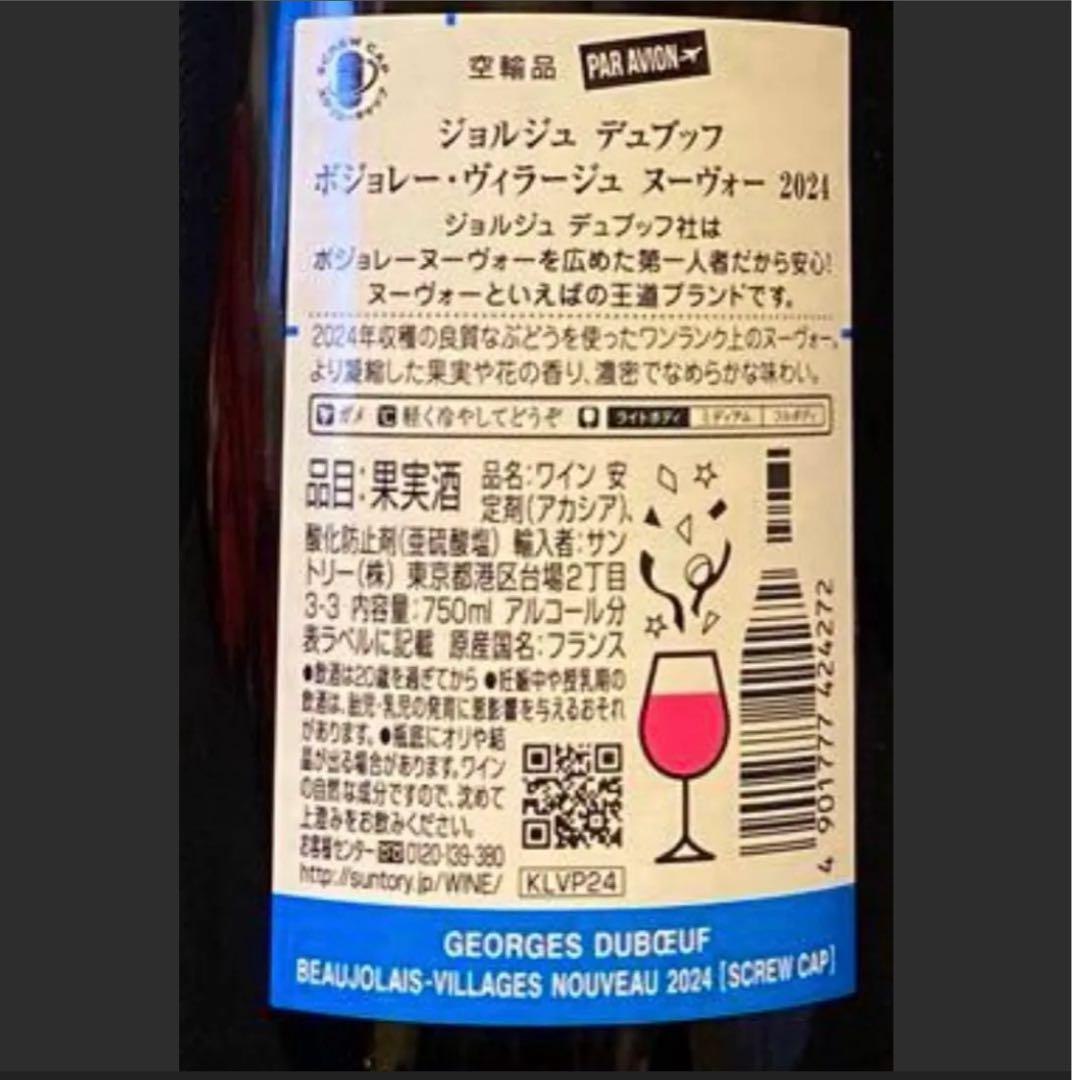 SCREW CAP
空輸品 PAR AVION
ジョルジュ デュブッフ
ボジョレー・ヴィラージュ ヌーヴォー 2024
ジョルジュ デュブッフ社は
ボジョレーヌーヴォーを広めた第一人者だから安心!
ヌーヴォーといえばの王道ブランドです。
2024年収穫の良質なぶどうを使ったワンランク上のヌーヴォー。
より凝縮した果実や花の香り、濃密でなめらかな味わい。
ガメ ℃ 軽く冷やしてどうぞ ライトボディ ミディアム フルボディ
品目:果実酒 品名:ワイン 安
定剤(アカシア)、
酸化防止剤(亜硫酸塩) 輸入者:サン
トリー(株) 東京都港区台場2丁目
3-3 内容量:750ml アルコール分
表ラベルに記載 原産国名:フランス
●飲酒は20歳を過ぎてから ●妊娠中や授乳期の
飲酒は、胎児・乳児の発育に悪影響を与えるおそれ
があります。●瓶底にオリや結
晶が出る場合があります。ワイン
の自然な成分ですので、沈めて
上澄みをお飲みください。
お客様センター 0120-139-380
http://suntory.jp/WINE/ KLVP24
4 901777 424272
GEORGES DUBŒUF
BEAUJOLAIS-VILLAGES NOUVEAU 2024 [SCREW CAP]